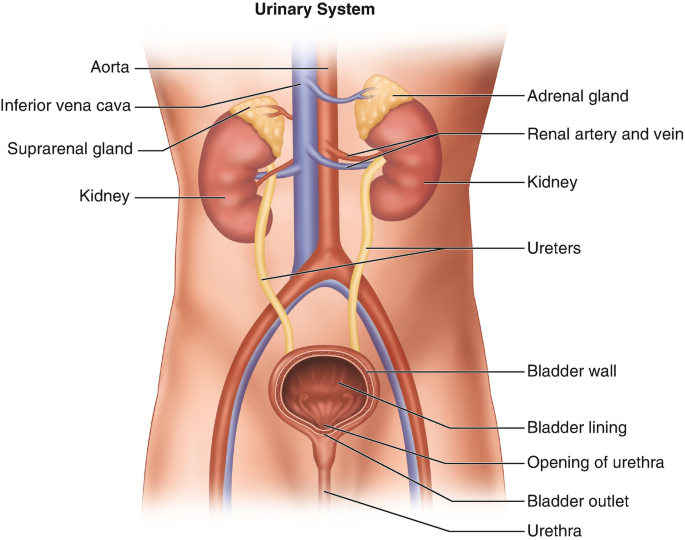 Urinary System
Aorta
Inferior vena cava
Suprarenal gland
Kidney
Adrenal gland
Renal artery and vein
Kidney
Ureters
Bladder wall
Bladder lining
Opening of urethra
Bladder outlet
Urethra